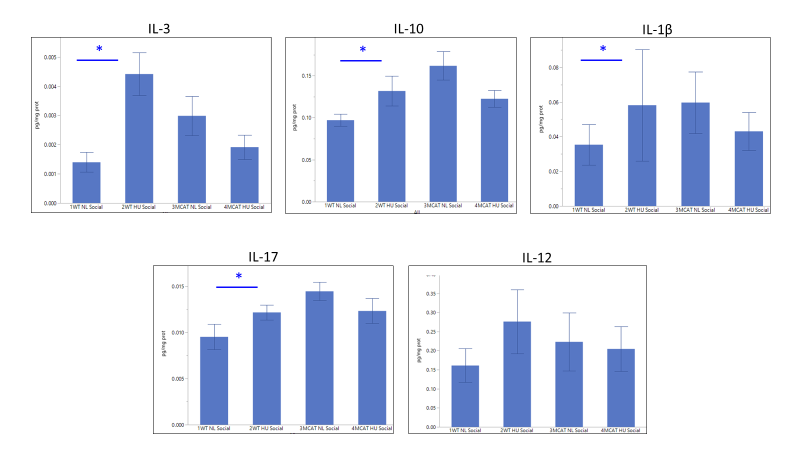 IL-3
IL-10
IL-1β
*
*
*
0.005
0.004
0.003
0.002
0.001
0.000
pg/mg prot
1WT NL Social 2WT HU Social 3MCAT NL Social 4MCAT HU Social
0.15
0.10
0.05
0.00
pg/mg prot
1WT NL Social 2WT HU Social 3MCAT NL Social 4MCAT HU Social
All
0.08
0.06
0.04
0.02
0.00
pg/mg prot
1WT NL Social 2WT HU Social 3MCAT NL Social 4MCAT HU Social
IL-17
IL-12
*
0.015
0.010
0.005
0.000
pg/mg prot
1WT NL Social 2WT HU Social 3MCAT NL Social 4MCAT HU Social
0.35
0.30
0.25
0.20
0.15
0.10
0.05
0.00
pg/mg prot
1WT NL Social 2WT HU Social 3MCAT NL Social 4MCAT HU Social